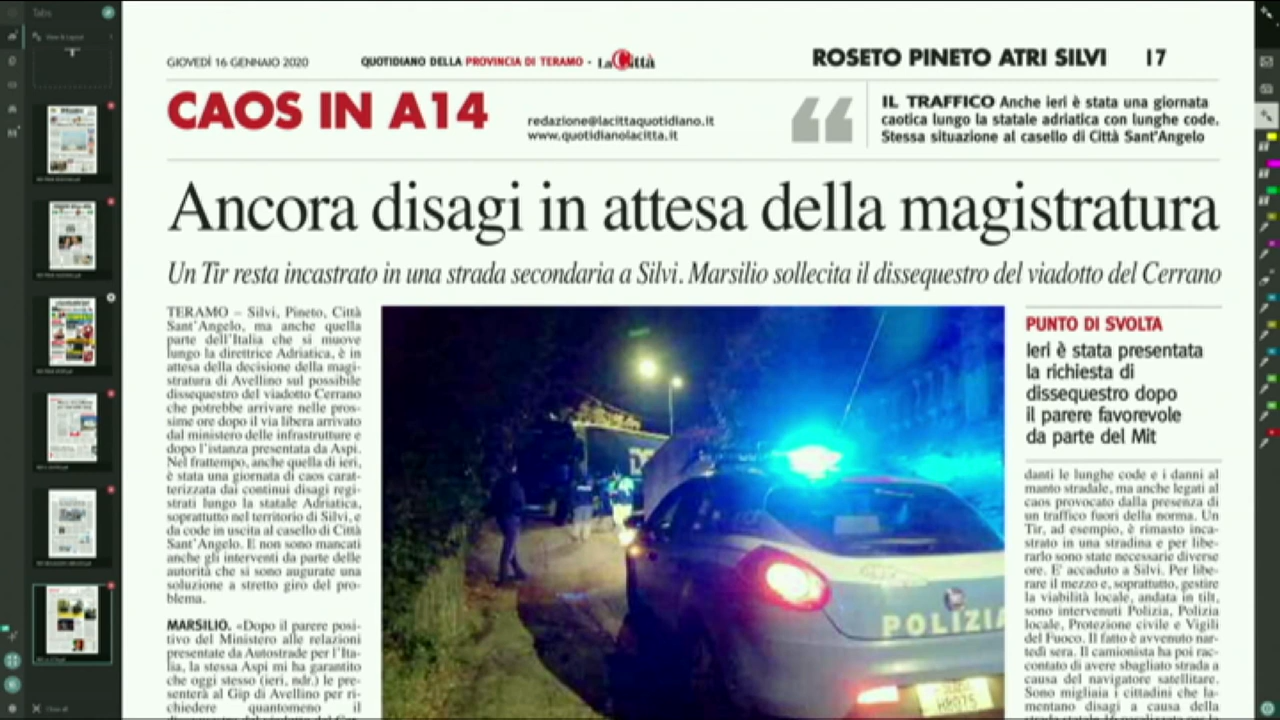 Tabs
View & Layout
GIOVEDÌ 16 GENNAIO 2020
QUOTIDIANO DELLA PROVINCIA DI TERAMO - La Città
ROSETO PINETO ATRI SILVI 17
CAOS IN A14
redazione@lacittaquotidiano.it
www.quotidianolacitta.it
IL TRAFFICO Anche ieri è stata una giornata
caotica lungo la statale adriatica con lunghe code.
Stessa situazione al casello di Città Sant'Angelo
Ancora disagi in attesa della magistratura
Un Tir resta incastrato in una strada secondaria a Silvi. Marsilio sollecita il dissequestro del viadotto del Cerrano
TERAMO – Silvi, Pineto, Città
Sant'Angelo, ma anche quella
parte dell'Italia che si muove
lungo la direttrice Adriatica, è in
attesa della decisione della magi-
stratura di Avellino sul possibile
dissequestro del viadotto Cerrano
che potrebbe arrivare nelle pros-
sime ore dopo il via libera arrivato
dal ministero delle infrastrutture e
dopo l'istanza presentata da Aspi.
Nel frattempo, anche quella di ieri,
è stata una giornata di caos carat-
terizzata dai continui disagi regi-
strati lungo la statale Adriatica,
soprattutto nel territorio di Silvi, e
da code in uscita al casello di Città
Sant'Angelo. E non sono mancati
anche gli interventi da parte delle
autorità che si sono augurate una
soluzione a stretto giro del pro-
blema.
MARSILIO. «Dopo il parere posi-
tivo del Ministero alle relazioni
presentate da Autostrade per l'Ita-
lia, la stessa Aspi mi ha garantito
che oggi stesso (ieri, ndr.) le pre-
senterà al Gip di Avellino per ri-
chiedere quantomeno il
POLIZIA
PUNTO DI SVOLTA
Ieri è stata presentata
la richiesta di
dissequestro dopo
il parere favorevole
da parte del Mit
danti le lunghe code e i danni al
manto stradale, ma anche legati al
caos provocato dalla presenza di
un traffico fuori della norma. Un
Tir, ad esempio, è rimasto inca-
strato in una stradina e per libe-
rarlo sono state necessarie diverse
ore. E' accaduto a Silvi. Per libe-
rare il mezzo e, soprattutto, gestire
la viabilità locale, andata in tilt,
sono intervenuti Polizia, Polizia
locale, Protezione civile e Vigili
del Fuoco. Il fatto è avvenuto mar-
tedì sera. Il camionista ha poi rac-
contato di avere sbagliato strada a
causa del navigatore satellitare.
Sono migliaia i cittadini che la-
mentano disagi a causa della
Close all